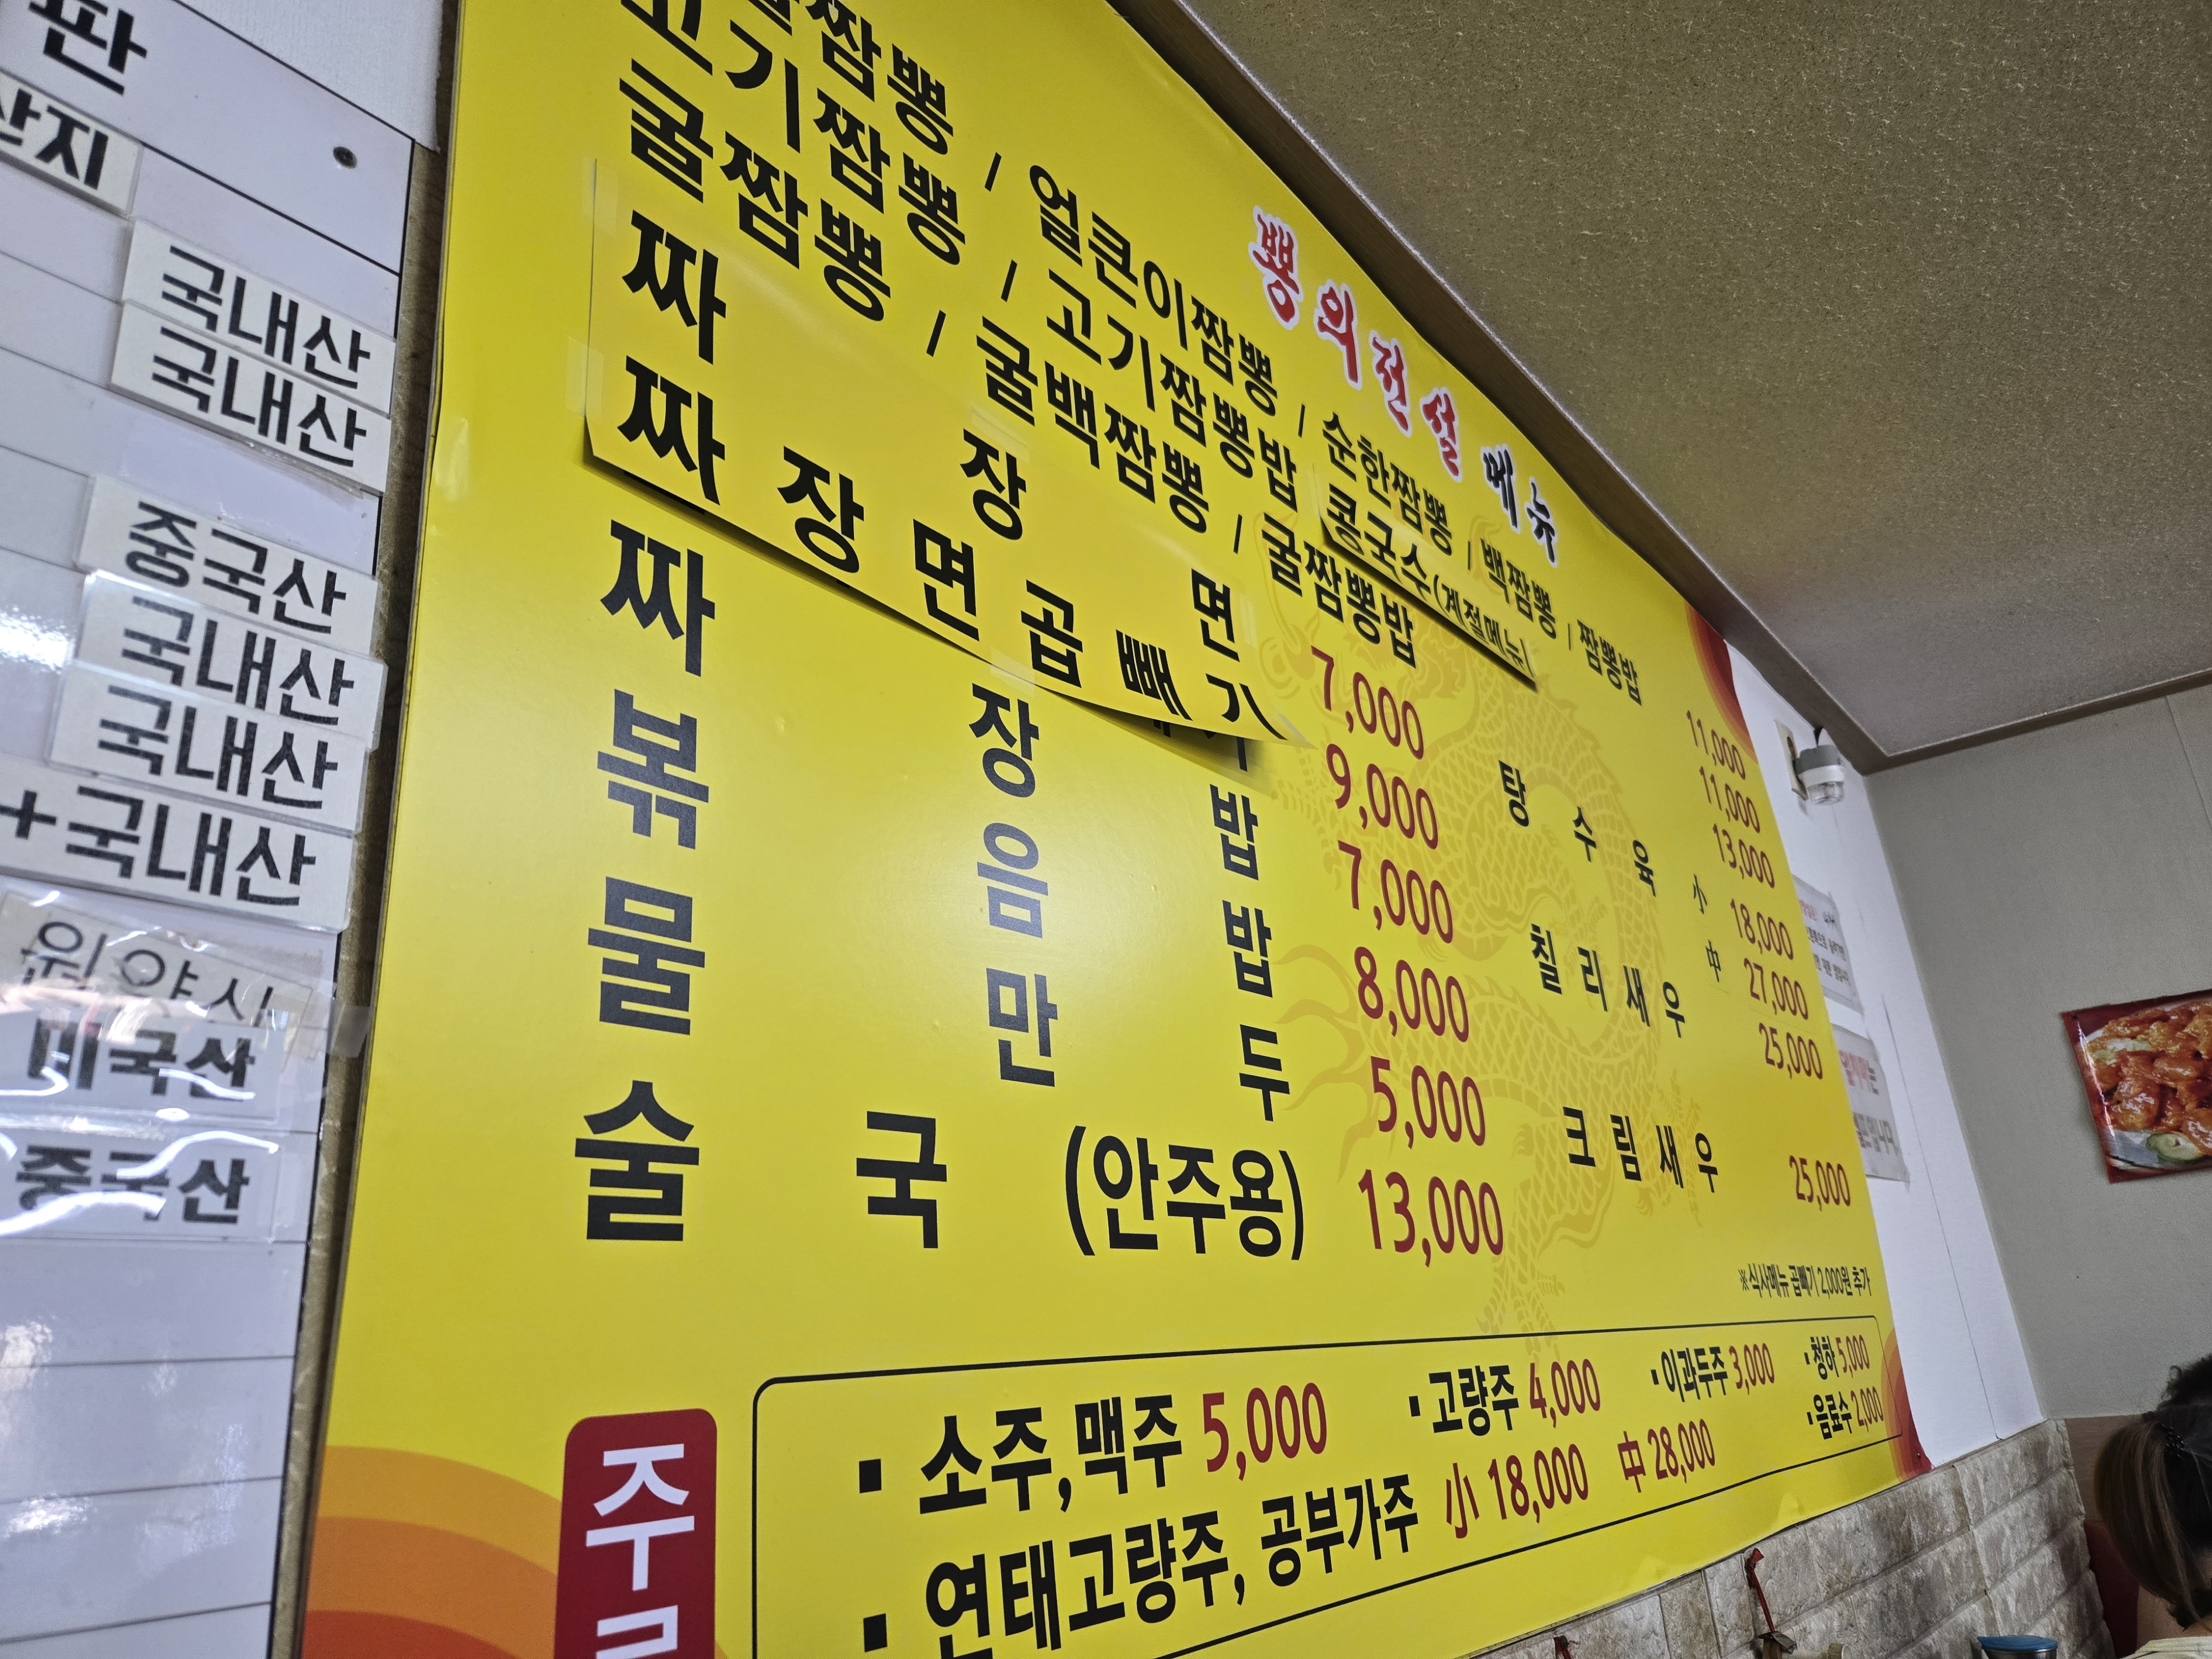 판
산지
국내산
국내산
중국산
국내산
국내산
+국내산
미국산
중국산
뽕의전설 메뉴
짬뽕 / 얼큰이짬뽕 / 순한짬뽕 / 백짬뽕 / 짬뽕밥 11,000
고기짬뽕 / 고기짬뽕밥 콩국수(계절메뉴) 11,000
굴짬뽕 / 굴백짬뽕 / 굴짬뽕밥 13,000
짜 장 면 7,000
짜장면곱빼기 9,000
짜 장 밥 7,000
볶 음 밥 8,000
물 만 두 5,000
술 국 (안주용) 13,000
탕 수 육 小 18,000
中 27,000
칠리새우 25,000
크림새우 25,000
※식사메뉴 곱빼기 2,000원 추가
주
▪ 소주,맥주 5,000 ▪ 고량주 4,000 ▪ 이과두주 3,000 ▪ 청하 5,000
▪ 연태고량주, 공부가주 小 18,000 中 28,000 ▪ 음료수 2,000